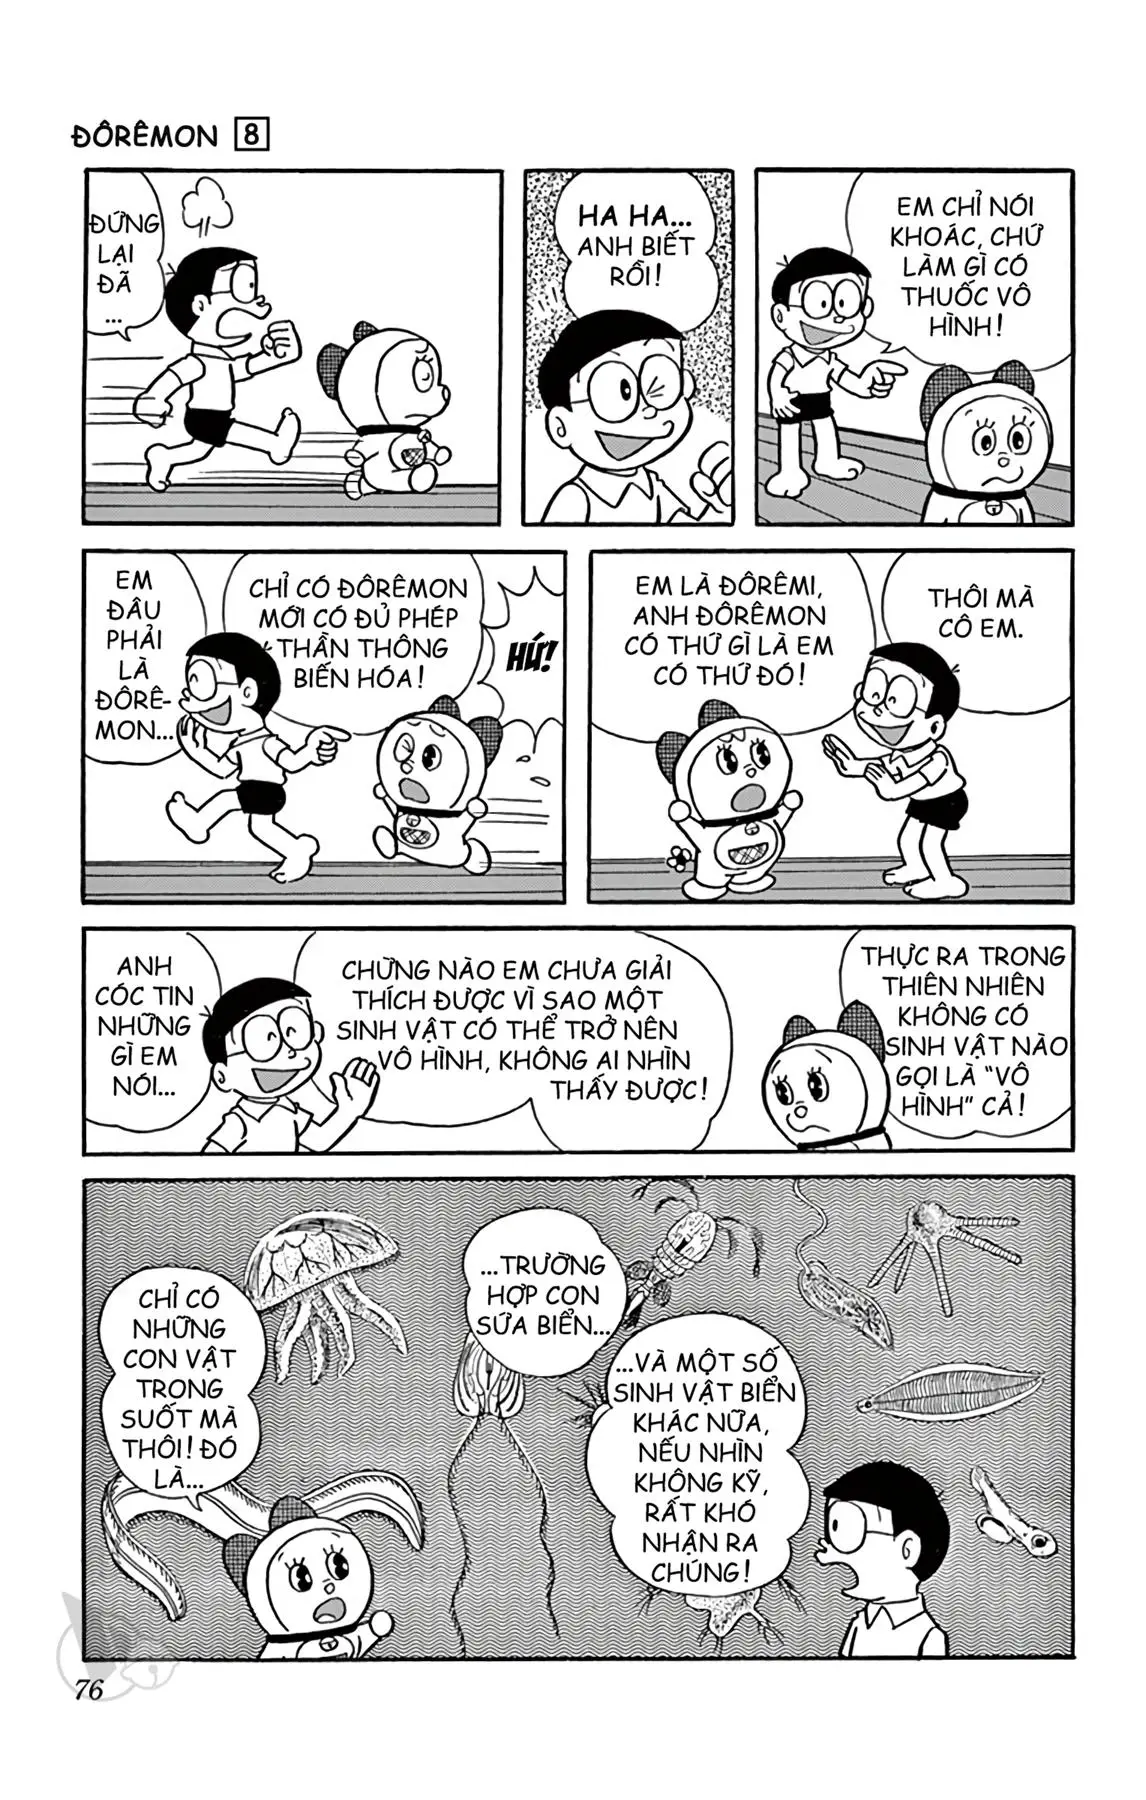 ĐÔRÊMON 8
ĐỨNG
LẠI
ĐÃ
...
HA HA...
ANH BIẾT
RỒI!
EM CHỈ NÓI
KHOÁC, CHỨ
LÀM GÌ CÓ
THUỐC VÔ
HÌNH!
EM
ĐÂU
PHẢI
LÀ
ĐÔRÊ-
MON...
CHỈ CÓ ĐÔRÊMON
MỚI CÓ ĐỦ PHÉP
THẦN THÔNG
BIẾN HÓA!
HỨ!
EM LÀ ĐÔRÊMI,
ANH ĐÔRÊMON
CÓ THỨ GÌ LÀ EM
CÓ THỨ ĐÓ!
THÔI MÀ
CÔ EM.
ANH
CÓC TIN
NHỮNG
GÌ EM
NÓI...
CHỪNG NÀO EM CHƯA GIẢI
THÍCH ĐƯỢC VÌ SAO MỘT
SINH VẬT CÓ THỂ TRỞ NÊN
VÔ HÌNH, KHÔNG AI NHÌN
THẤY ĐƯỢC!
THỰC RA TRONG
THIÊN NHIÊN
KHÔNG CÓ
SINH VẬT NÀO
GỌI LÀ “VÔ
HÌNH” CẢ!
CHỈ CÓ
NHỮNG
CON VẬT
TRONG
SUỐT MÀ
THÔI! ĐÓ
LÀ...
...TRƯỜNG
HỢP CON
SỨA BIỂN...
...VÀ MỘT SỐ
SINH VẬT BIỂN
KHÁC NỮA,
NẾU NHÌN
KHÔNG KỸ,
RẤT KHÓ
NHẬN RA
CHÚNG!
76